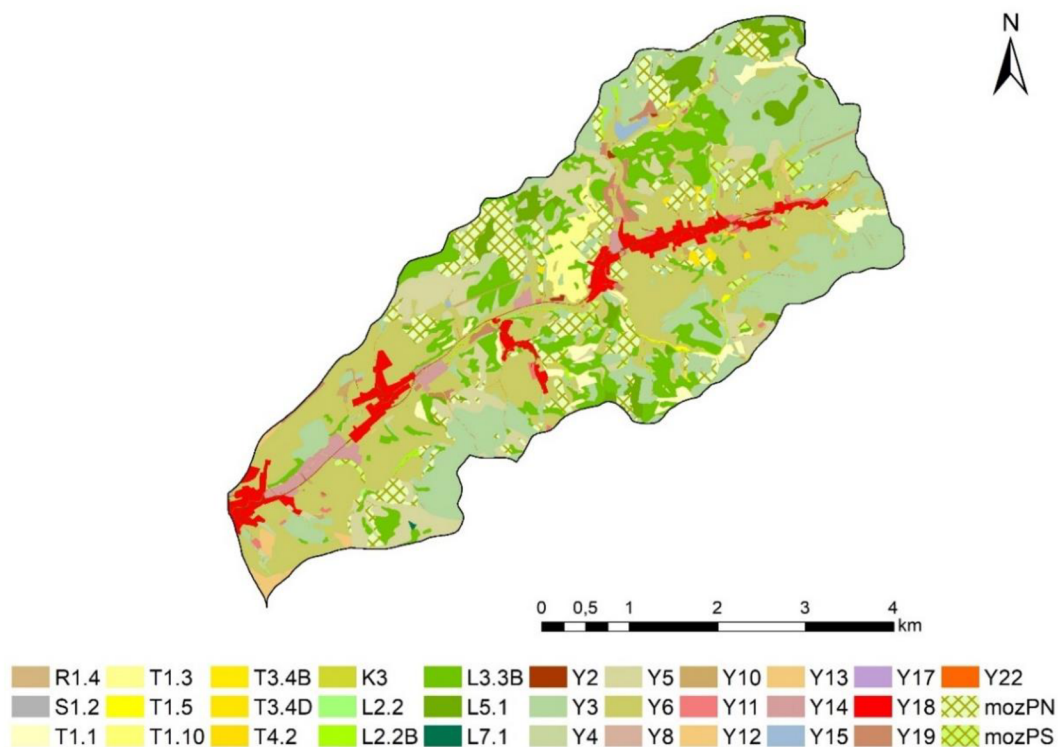 N
0 0,5 1 2 3 4
km
R1.4 T1.3 T3.4B K3 L3.3B Y2 Y5 Y10 Y13 Y17 Y22
S1.2 T1.5 T3.4D L2.2 L5.1 Y3 Y6 Y11 Y14 Y18 mozPN
T1.1 T1.10 T4.2 L2.2B L7.1 Y4 Y8 Y12 Y15 Y19 mozPS